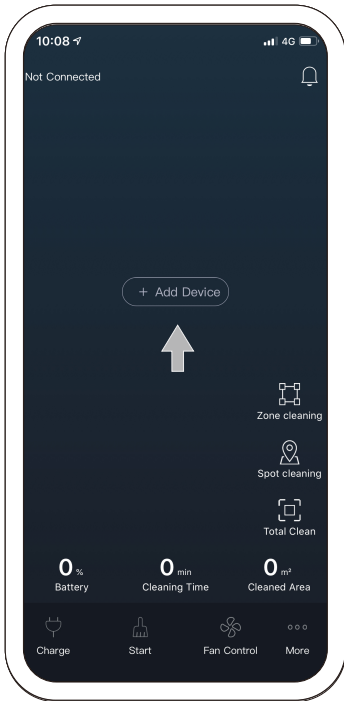 10:08 4G
Not Connected
+ Add Device
Zone cleaning
Spot cleaning
Total Clean
0 % 0 min 0 m²
Battery Cleaning Time Cleaned Area
Charge Start Fan Control More